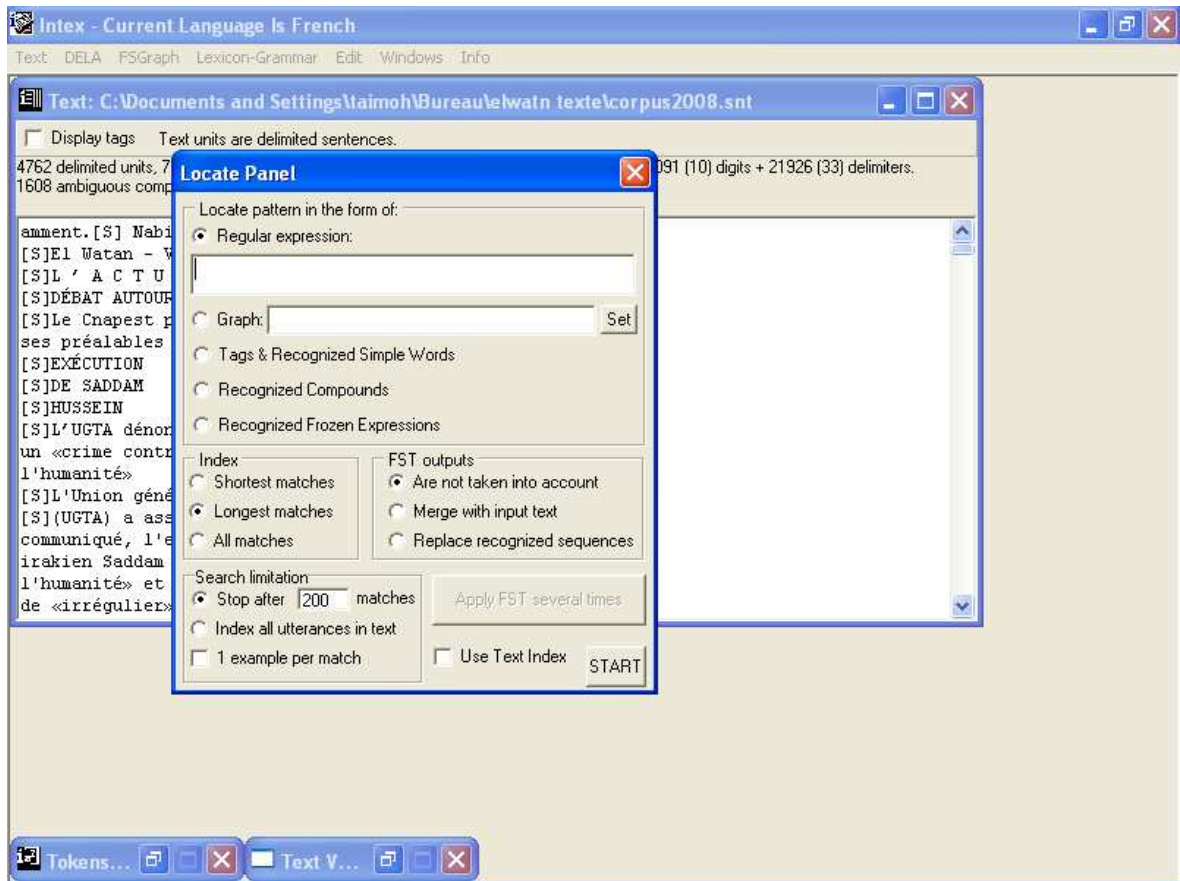 Intex - Current Language Is French
Text DELA FSGraph Lexicon-Grammar Edit Windows Info
Text: C:\Documents and Settings\taimoh\Bureau\elwatn texte\corpus2008.snt
Display tags Text units are delimited sentences.
4762 delimited units, 7 091 (10) digits + 21926 (33) delimiters.
1608 ambiguous comp
amment.[S] Nabi
[S]El Watan - V
[S]L ’ A C T U
[S]DÉBAT AUTOUR
[S]Le Cnapest p
ses préalables
[S]EXÉCUTION
[S]DE SADDAM
[S]HUSSEIN
[S]L’UGTA dénon
un «crime contr
l'humanité»
[S]L'Union géné
[S](UGTA) a ass
communiqué, l'e
irakien Saddam
l'humanité» et
de «irrégulier»
Locate Panel
Locate pattern in the form of:
Regular expression:
Graph: Set
Tags & Recognized Simple Words
Recognized Compounds
Recognized Frozen Expressions
Index
Shortest matches
Longest matches
All matches
FST outputs
Are not taken into account
Merge with input text
Replace recognized sequences
Search limitation
Stop after 200 matches
Index all utterances in text
1 example per match
Apply FST several times
Use Text Index START
Tokens... Text V...